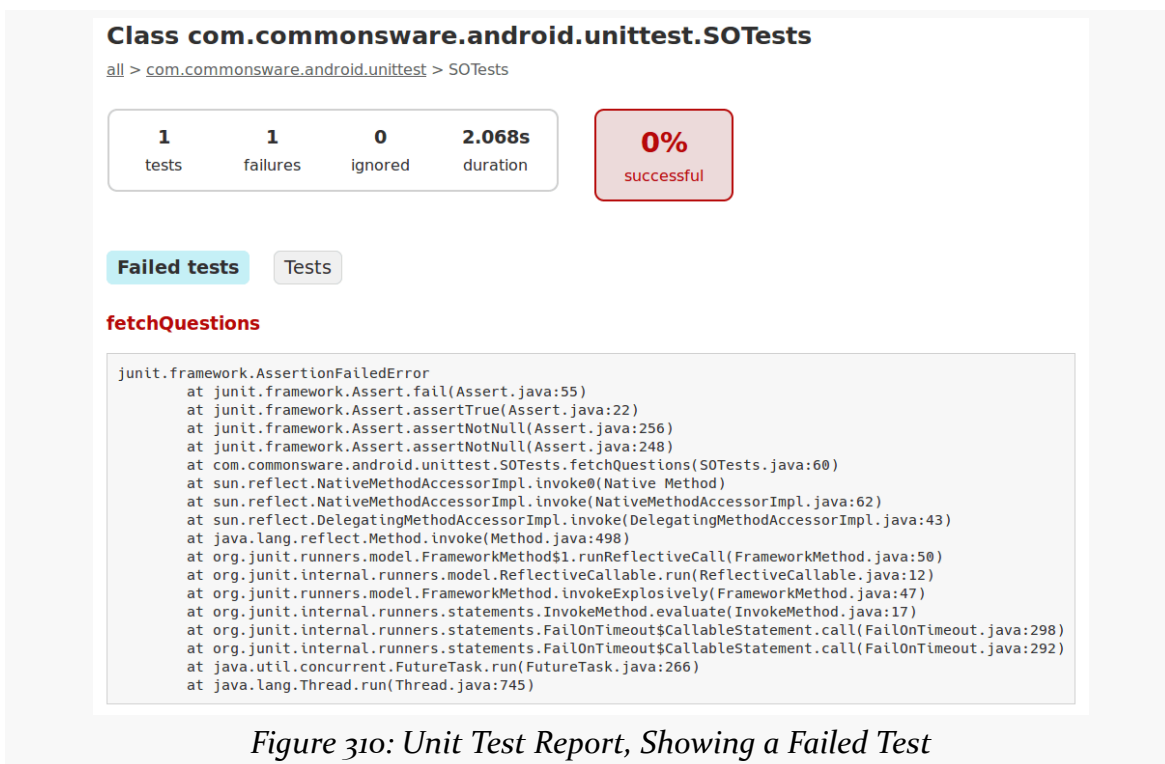 Class com.commonsware.android.unittest.SOTests
all > com.commonsware.android.unittest > SOTests
1 1 0 2.068s
tests failures ignored duration
0%
successful
Failed tests Tests
fetchQuestions
junit.framework.AssertionFailedError
at junit.framework.Assert.fail(Assert.java:55)
at junit.framework.Assert.assertTrue(Assert.java:22)
at junit.framework.Assert.assertNotNull(Assert.java:256)
at junit.framework.Assert.assertNotNull(Assert.java:248)
at com.commonsware.android.unittest.SOTests.fetchQuestions(SOTests.java:60)
at sun.reflect.NativeMethodAccessorImpl.invoke0(Native Method)
at sun.reflect.NativeMethodAccessorImpl.invoke(NativeMethodAccessorImpl.java:62)
at sun.reflect.DelegatingMethodAccessorImpl.invoke(DelegatingMethodAccessorImpl.java:43)
at java.lang.reflect.Method.invoke(Method.java:498)
at org.junit.runners.model.FrameworkMethod$1.runReflectiveCall(FrameworkMethod.java:50)
at org.junit.internal.runners.model.ReflectiveCallable.run(ReflectiveCallable.java:12)
at org.junit.runners.model.FrameworkMethod.invokeExplosively(FrameworkMethod.java:47)
at org.junit.internal.runners.statements.InvokeMethod.evaluate(InvokeMethod.java:17)
at org.junit.internal.runners.statements.FailOnTimeout$CallableStatement.call(FailOnTimeout.java:298)
at org.junit.internal.runners.statements.FailOnTimeout$CallableStatement.call(FailOnTimeout.java:292)
at java.util.concurrent.FutureTask.run(FutureTask.java:266)
at java.lang.Thread.run(Thread.java:745)
Figure 310: Unit Test Report, Showing a Failed Test